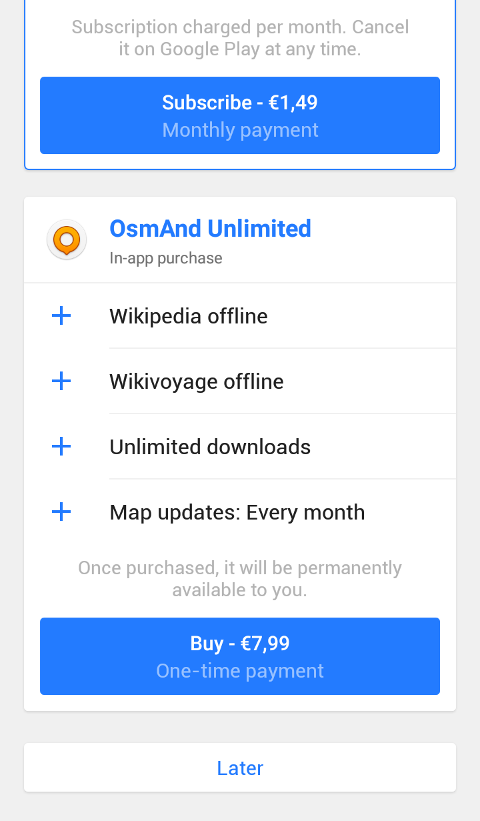 Subscription charged per month. Cancel
it on Google Play at any time.
Subscribe - €1,49
Monthly payment
OsmAnd Unlimited
In-app purchase
Wikipedia offline
Wikivoyage offline
Unlimited downloads
Map updates: Every month
Once purchased, it will be permanently
available to you.
Buy - €7,99
One-time payment
Later